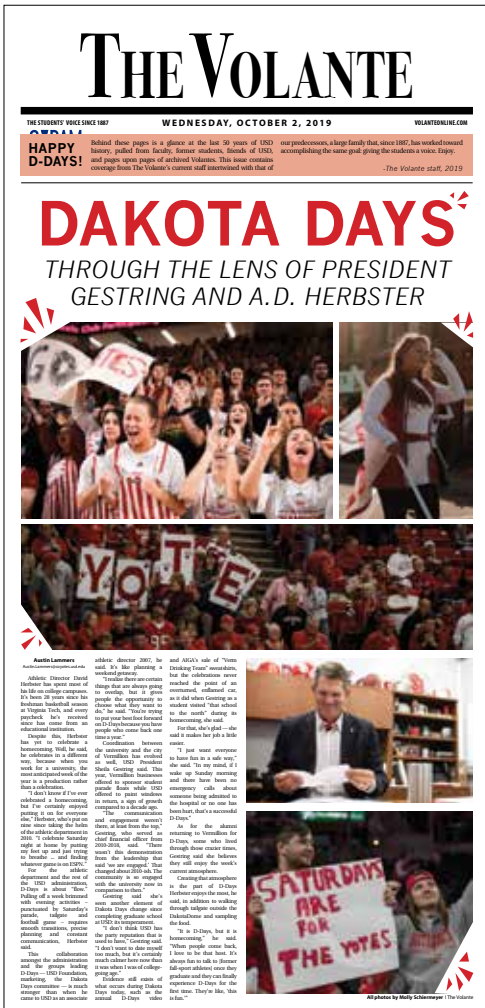 THE VOLANTE
THE STUDENTS' VOICE SINCE 1887
WEDNESDAY, OCTOBER 2, 2019
VOLANTEONLINE.COM
HAPPY
D-DAYS!
Behind these pages is a glance at the last 50 years of USD
history, pulled from faculty, former students, friends of USD,
and pages upon pages of archived Volantes. This issue contains
coverage from The Volante's current staff intertwined with that of
our predecessors, a large family that, since 1887, has worked toward
accomplishing the same goal: giving the students a voice. Enjoy.
-The Volante staff, 2019
DAKOTA DAYS
THROUGH THE LENS OF PRESIDENT
GESTRING AND A.D. HERBSTER
GO YOTES
YOTE
Austin Lammers
Austin.Lammers@coyotes.usd.edu
Athletic Director David
Herbster has spent most of
his life on college campuses.
It's been 28 years since his
freshman basketball season
at Virginia Tech, and every
paycheck he's received
since has come from an
educational institution.
Despite this, Herbster
has yet to celebrate a
homecoming. Well, he said,
he celebrates in a different
way, because when you
work for a university, the
most anticipated week of the
year is a production rather
than a celebration.
"I don't know if I've ever
celebrated a homecoming,
but I've certainly enjoyed
putting it on for everyone
else," Herbster, who's put on
nine since taking the helm
of the athletic department in
2010. "I celebrate Saturday
night at home by putting
my feet up and just trying
to breathe ... and finding
whatever game is on ESPN."
For the athletic
department and the rest of
the USD administration,
D-Days is about "flow."
Pulling off a week brimmed
with evening activities –
punctuated by Saturday's
parade, tailgate and
football game – requires
smooth transitions, precise
planning and constant
communication, Herbster
said.
This collaboration
amongst the administration
and the groups leading
D-Days — USD Foundation,
marketing, the Dakota
Days committee — is much
stronger than when he
came to USD as an associate
athletic director 2007, he
said. It's like planning a
weekend getaway.
"I realize there are certain
things that are always going
to overlap, but it gives
people the opportunity to
choose what they want to
do," he said. "You're trying
to put your best foot forward
on D-Days because you have
people who come back one
time a year."
Coordination between
the university and the city
of Vermillion has evolved
as well, USD President
Sheila Gestring said. This
year, Vermillion businesses
offered to sponsor student
parade floats while USD
offered to paint windows
in return, a sign of growth
compared to a decade ago.
"The communication
and engagement weren't
there, at least from the top,"
Gestring, who served as
chief financial officer from
2010-2018, said. "There
wasn't this demonstration
from the leadership that
said 'we are engaged.' That
changed about 2010-ish. The
community is so engaged
with the university now in
comparison to then."
Gestring said she's
seen another element of
Dakota Days change since
completing graduate school
at USD: its temperament.
"I don't think USD has
the party reputation that is
used to have," Gestring said.
"I don't want to date myself
too much, but it's certainly
much calmer here now than
it was when I was of college-
going age."
Evidence still exists of
what occurs during Dakota
Days today, such as the
annual D-Days video
and AIGA's sale of "Verm
Drinking Team" sweatshirts,
but the celebrations never
reached the point of an
overturned, enflamed car,
as it did when Gestring as a
student visited "that school
to the north" during its
homecoming, she said.
For that, she's glad — she
said it makes her job a little
easier.
"I just want everyone
to have fun in a safe way,"
she said. "In my mind, if I
wake up Sunday morning
and there have been no
emergency calls about
someone being admitted to
the hospital or no one has
been hurt, that's a successful
D-Days."
As for the alumni
returning to Vermillion for
D-Days, some who lived
through those crazier times,
Gestring said she believes
they still enjoy the week's
current atmosphere.
Creating that atmosphere
is the part of D-Days
Herbster enjoys the most, he
said, in addition to walking
through tailgate outside the
DakotaDome and sampling
the food.
"It is D-Days, but it is
homecoming," he said.
"When people come back,
I love to be that host. It's
always fun to talk to (former
fall-sport athletes) once they
graduate and they can finally
experience D-Days for the
first time. They're like, 'this
is fun.'"
SATURDAYS
ARE
FOR
THE YOTES
All photos by Molly Schiermeyer | The Volante